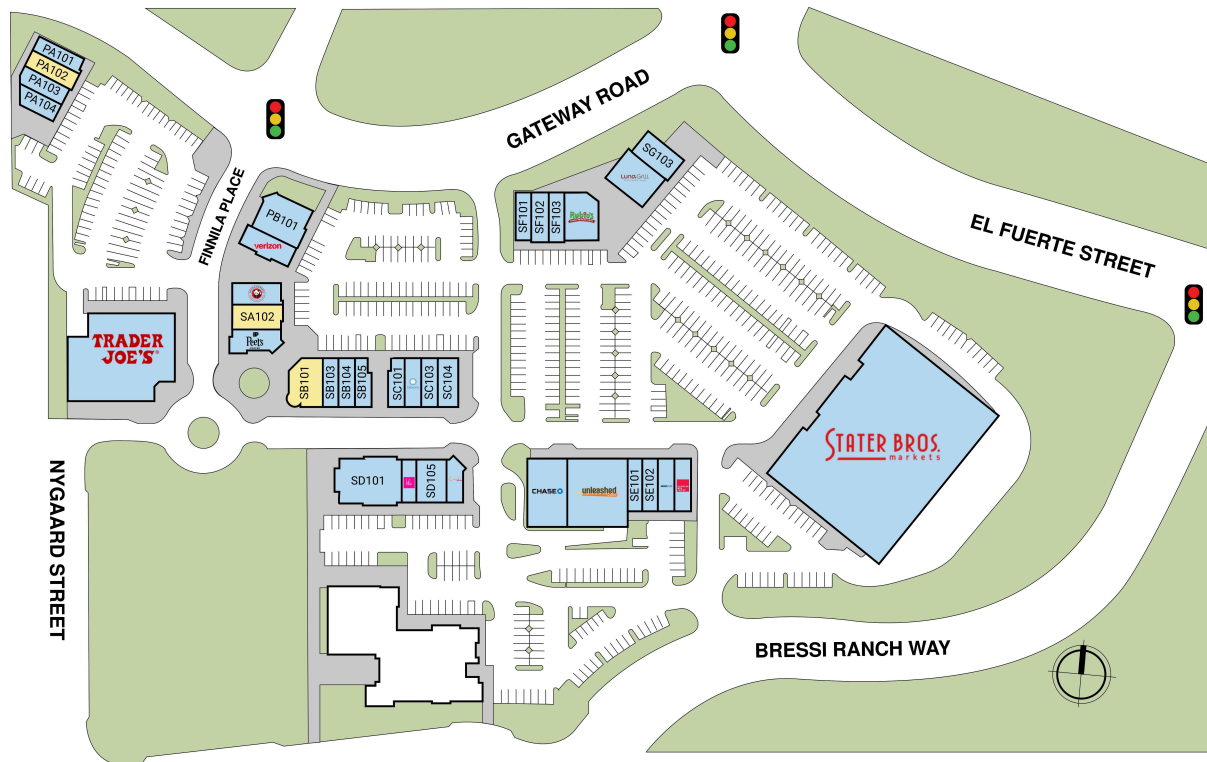 PA101
PA102
PA103
PA104
GATEWAY ROAD
EL FUERTE STREET
FINNILA PLACE
NYGAARD STREET
BRESSI RANCH WAY
SG103
LUNAGRILL
SF101
SF102
SF103
Rubio's
PB101
verizon
SA102
Peet's
TRADER
JOE'S
SB101
SB103
SB104
SB105
SC101
SC103
SC104
STATER BROS.
markets
SD101
SD105
CHASE
unleashed
SE101
SE102